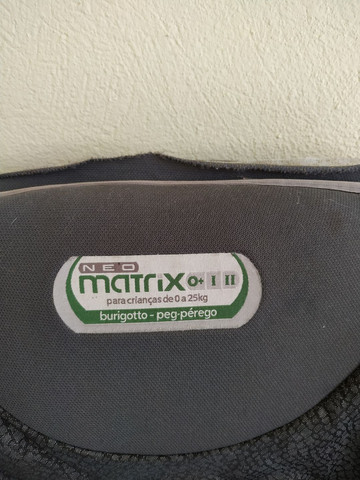 NEO
matrix 0+ I II
para crianças de 0 a 25kg
burigotto - peg-pérego